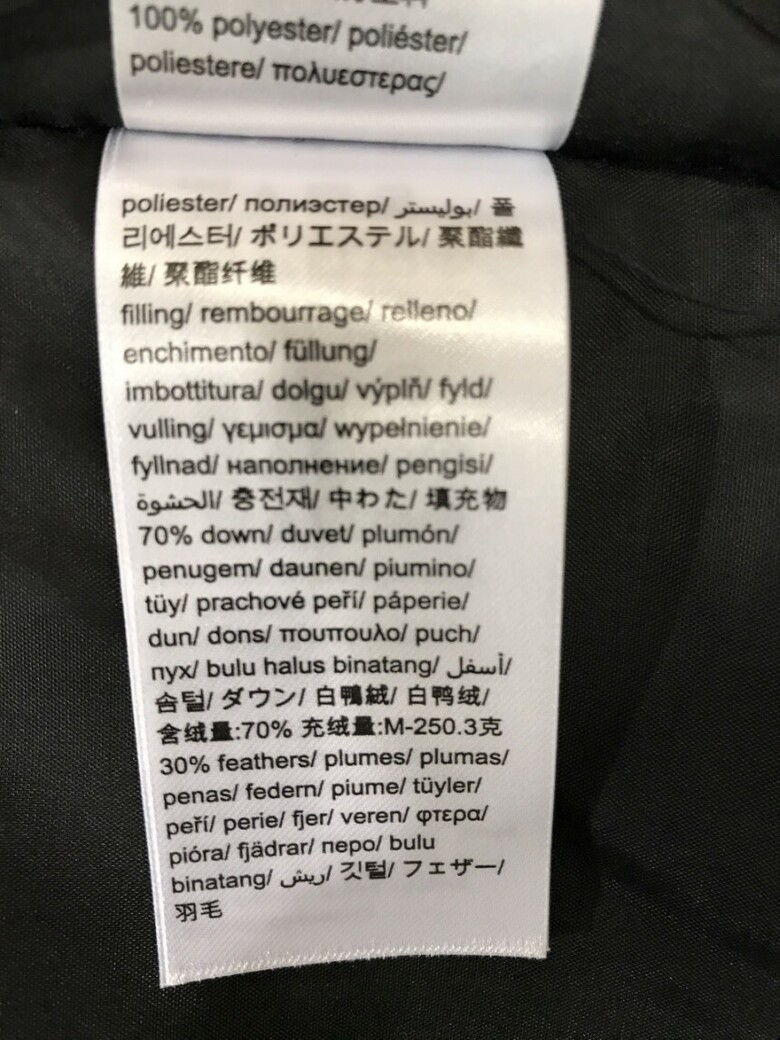 100% polyester/ poliéster/
poliestere/ πολυεστερας/
poliester/ полиэстер/ بوليستر/ 폴
리에스터/ ポリエステル/ 聚酯纖
維/ 聚酯纤维
filling/ rembourrage/ relleno/
enchimento/ füllung/
imbottitura/ dolgu/ výplň/ fyld/
vulling/ γεμισμα/ wypełnienie/
fyllnad/ наполнение/ pengisi/
الحشوة/ 충전재/ 中わた/ 填充物
70% down/ duvet/ plumón/
penugem/ daunen/ piumino/
tüy/ prachové peří/ páperie/
dun/ dons/ πουπουλο/ puch/
пух/ bulu halus binatang/ أسفل/
솜털/ ダウン/ 白鴨絨/ 白鸭绒/
含绒量:70% 充绒量:M-250.3克
30% feathers/ plumes/ plumas/
penas/ federn/ piume/ tüyler/
peří/ perie/ fjer/ veren/ φτερα/
pióra/ fjädrar/ перо/ bulu
binatang/ ريش/ 깃털/ フェザー/
羽毛